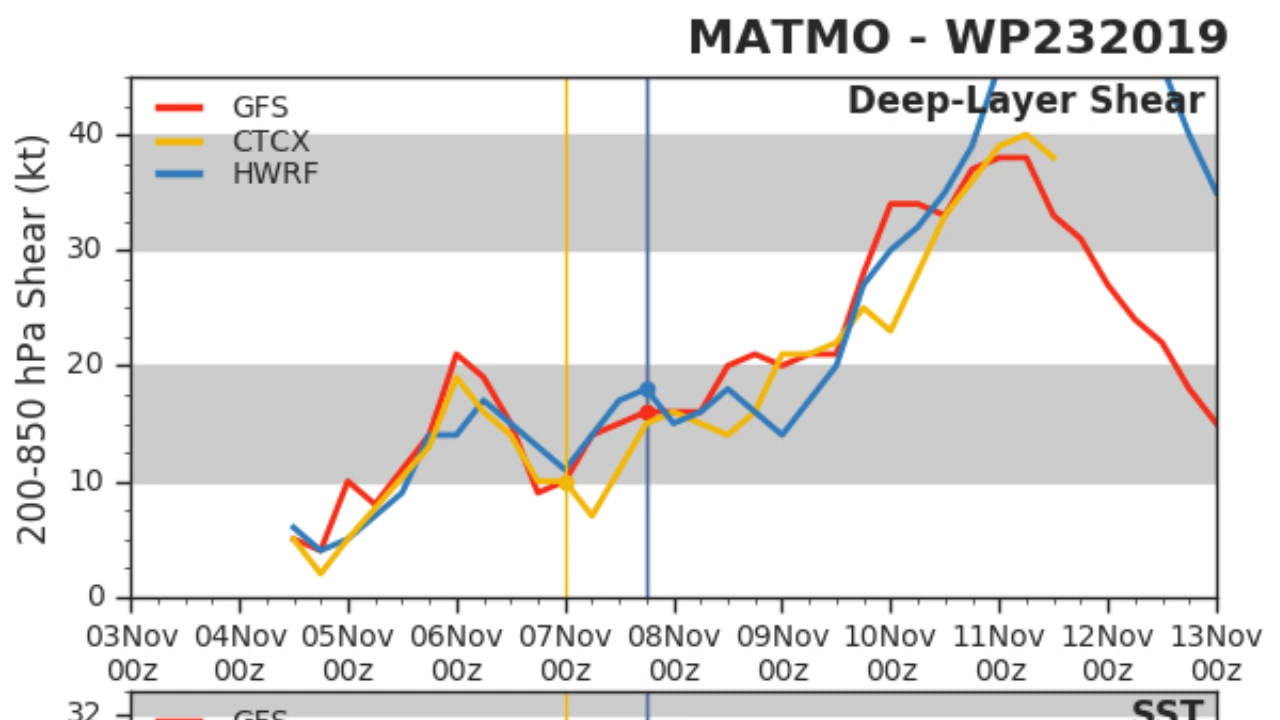 MATMO - WP232019
Deep-Layer Shear
GFS
CTCX
HWRF
200-850 hPa Shear (kt)
40
30
20
10
0
03Nov 04Nov 05Nov 06Nov 07Nov 08Nov 09Nov 10Nov 11Nov 12Nov 13Nov
00z 00z 00z 00z 00z 00z 00z 00z 00z 00z 00z
32
GFS
SST